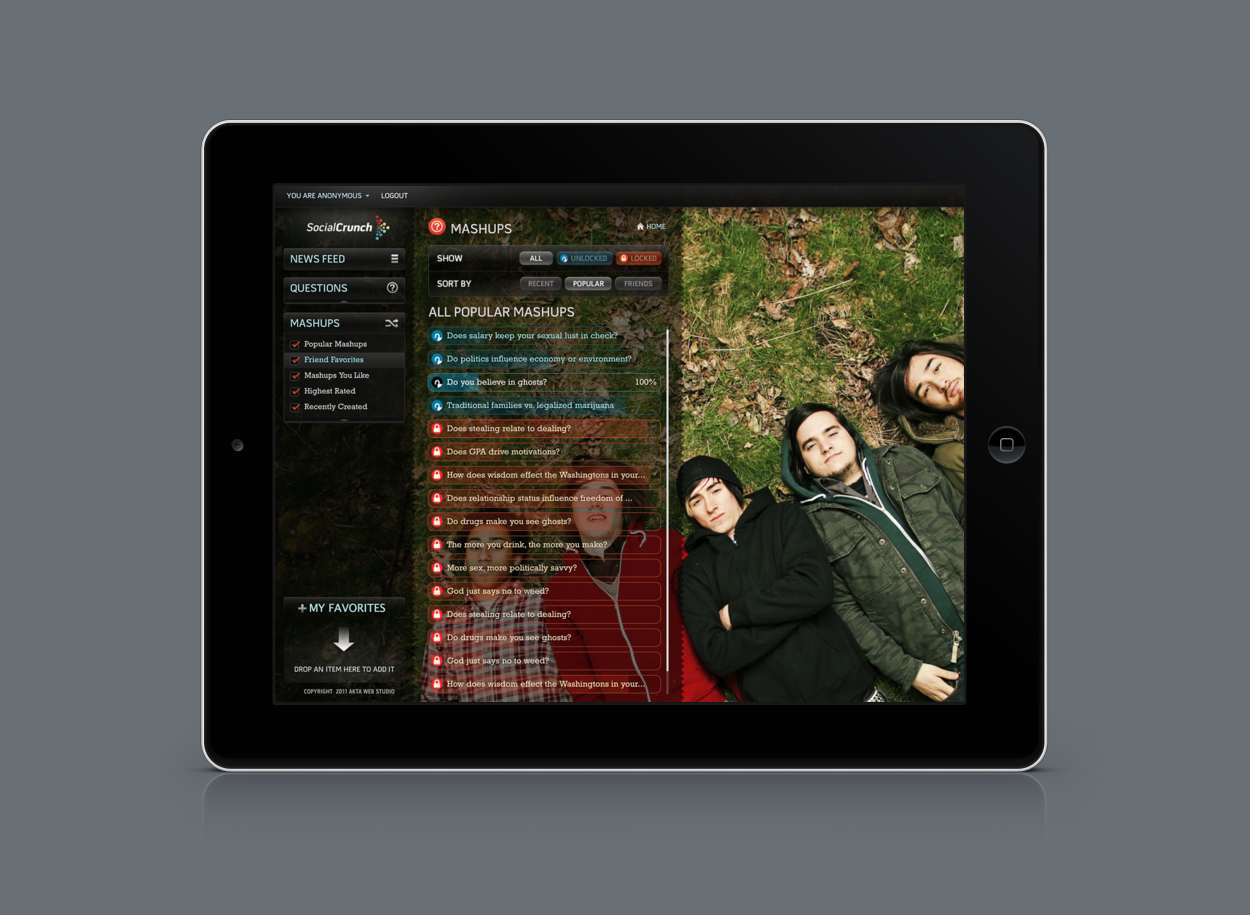 YOU ARE ANONYMOUS LOGOUT
SocialCrunch
NEWS FEED
QUESTIONS
MASHUPS
Popular Mashups
Friend Favorites
Mashups You Like
Highest Rated
Recently Created
+ MY FAVORITES
DROP AN ITEM HERE TO ADD IT
COPYRIGHT 2011 AKTA WEB STUDIO
? MASHUPS HOME
SHOW ALL UNLOCKED LOCKED
SORT BY RECENT POPULAR FRIENDS
ALL POPULAR MASHUPS
Does salary keep your sexual lust in check?
Do politics influence economy or environment?
Do you believe in ghosts? 100%
Traditional families vs. legalized marijuana
Does stealing relate to dealing?
Does GPA drive motivations?
How does wisdom effect the Washingtons in your...
Does relationship status influence freedom of ...
Do drugs make you see ghosts?
The more you drink, the more you make?
More sex, more politically savvy?
God just says no to weed?
Does stealing relate to dealing?
Do drugs make you see ghosts?
God just says no to weed?
How does wisdom effect the Washingtons in your...